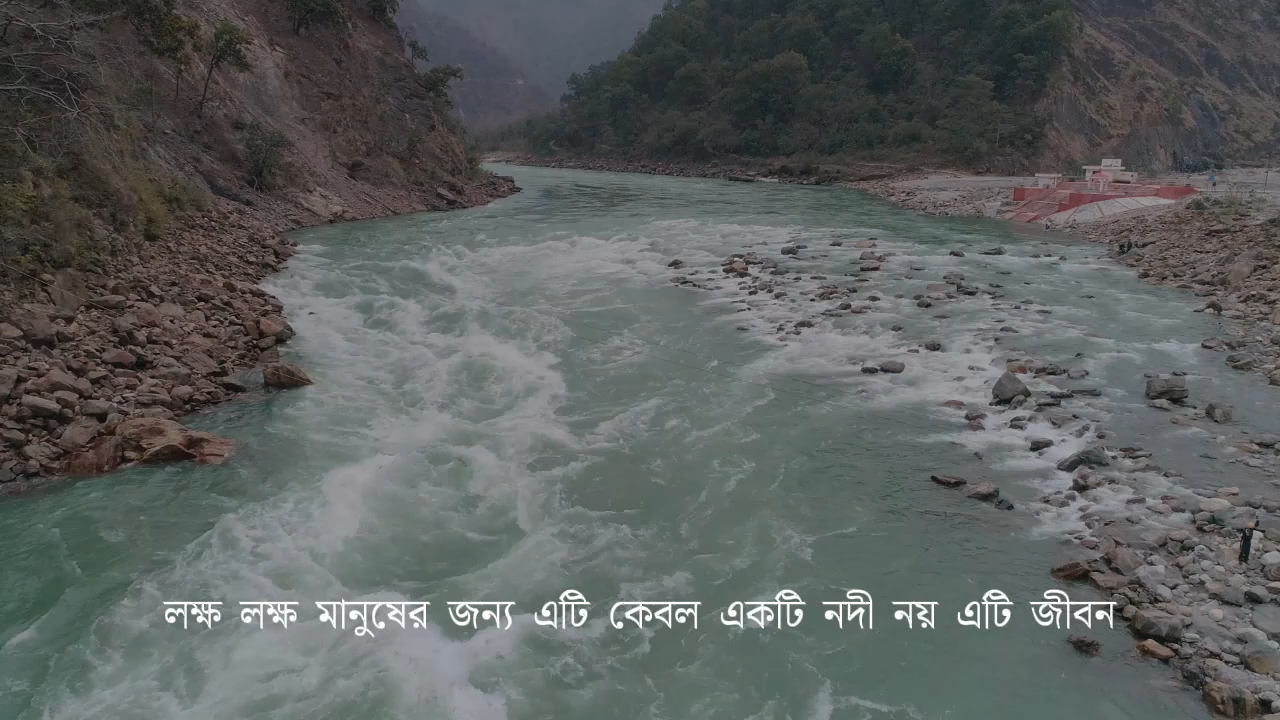 লক্ষ লক্ষ মানুষের জন্য এটি কেবল একটি নদী নয় এটি জীবন